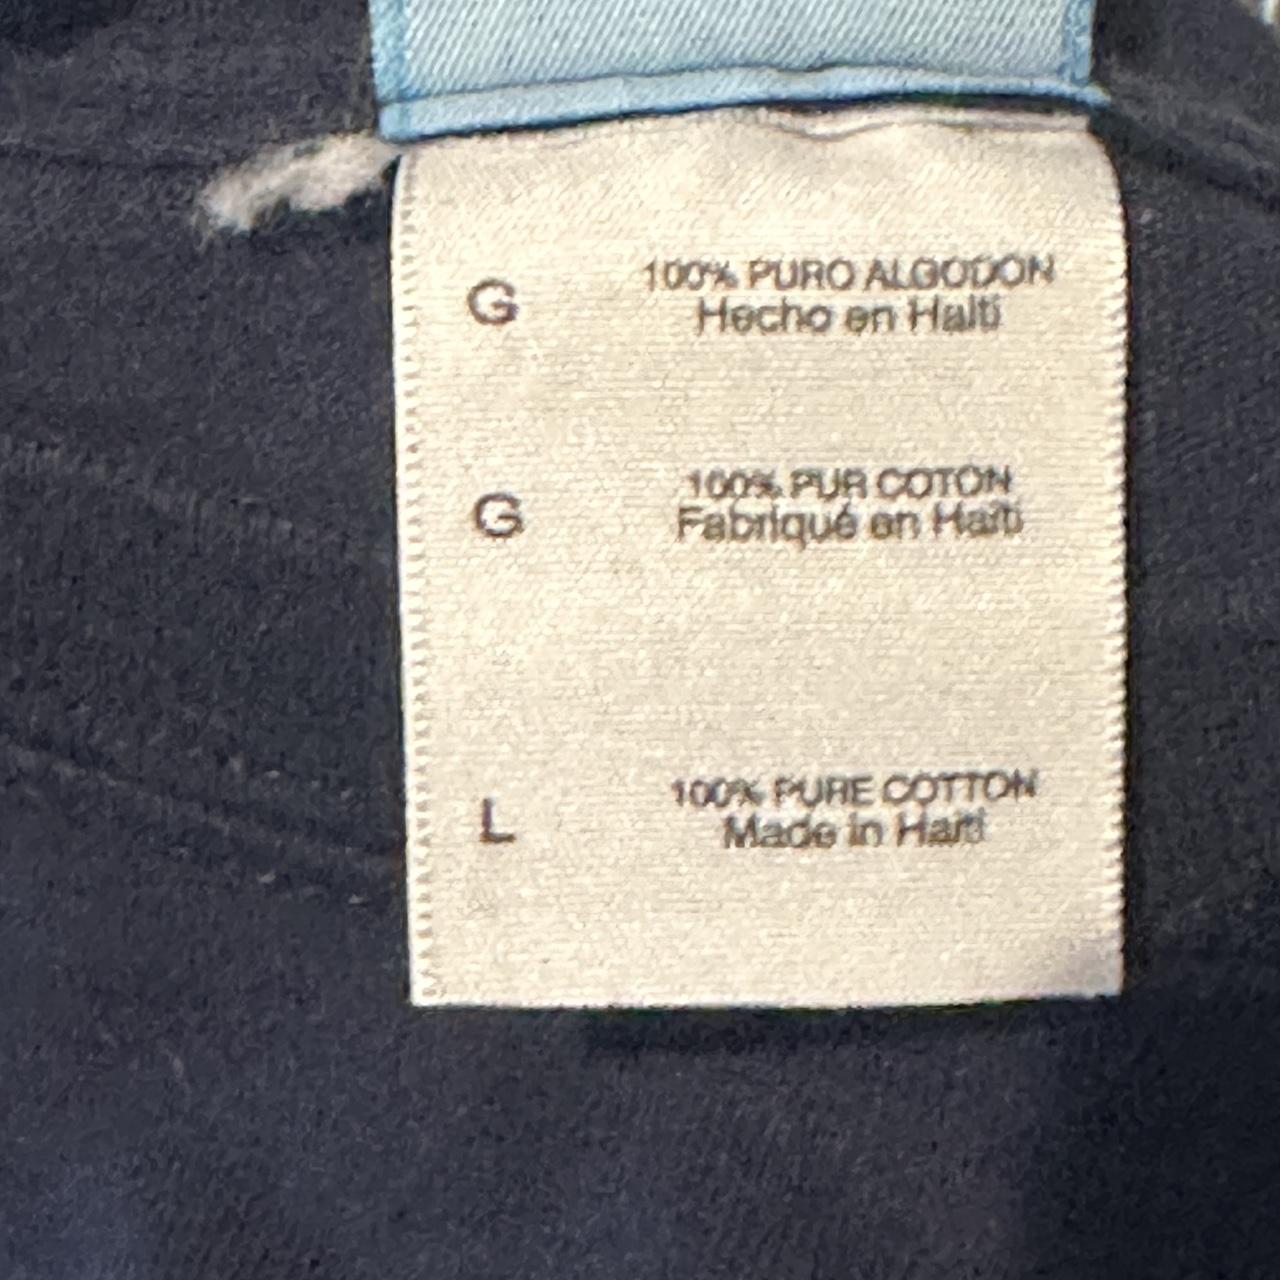 G 100% PURO ALGODON
Hecho en Haiti
G 100% PUR COTON
Fabriqué en Haïti
L 100% PURE COTTON
Made in Haiti